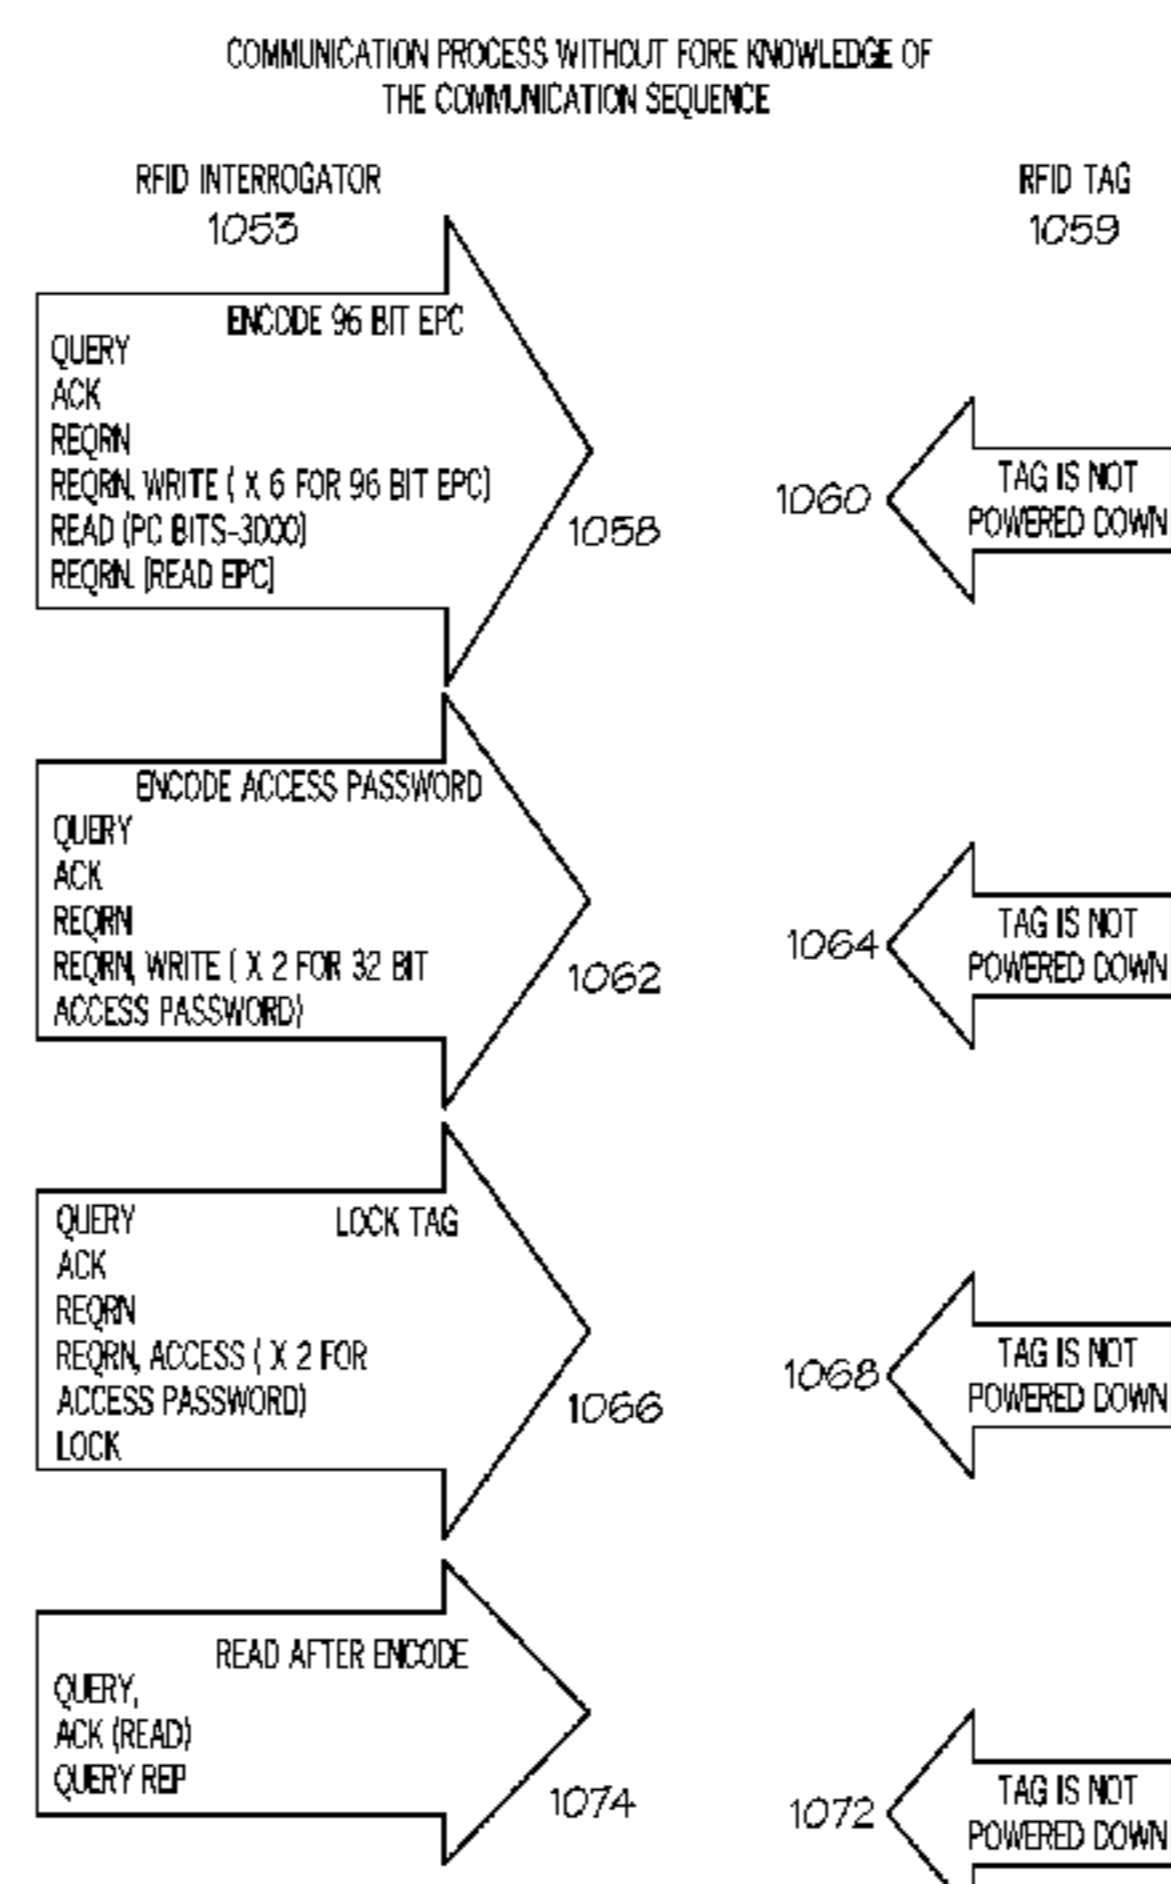 COMMUNICATION PROCESS WITHOUT FORE KNOWLEDGE OF
THE COMMUNICATION SEQUENCE
RFID INTERROGATOR
1053
RFID TAG
1059
ENCODE 96 BIT EPC
QUERY
ACK
REQRN
REQRN, WRITE ( X 6 FOR 96 BIT EPC)
READ (PC BITS-3000)
REQRN. [READ EPC]
1058
1060
TAG IS NOT
POWERED DOWN
ENCODE ACCESS PASSWORD
QUERY
ACK
REQRN
REQRN, WRITE ( X 2 FOR 32 BIT
ACCESS PASSWORD)
1062
1064
TAG IS NOT
POWERED DOWN
LOCK TAG
QUERY
ACK
REQRN
REQRN, ACCESS ( X 2 FOR
ACCESS PASSWORD)
LOCK
1066
1068
TAG IS NOT
POWERED DOWN
READ AFTER ENCODE
QUERY,
ACK (READ)
QUERY REP
1074
1072
TAG IS NOT
POWERED DOWN